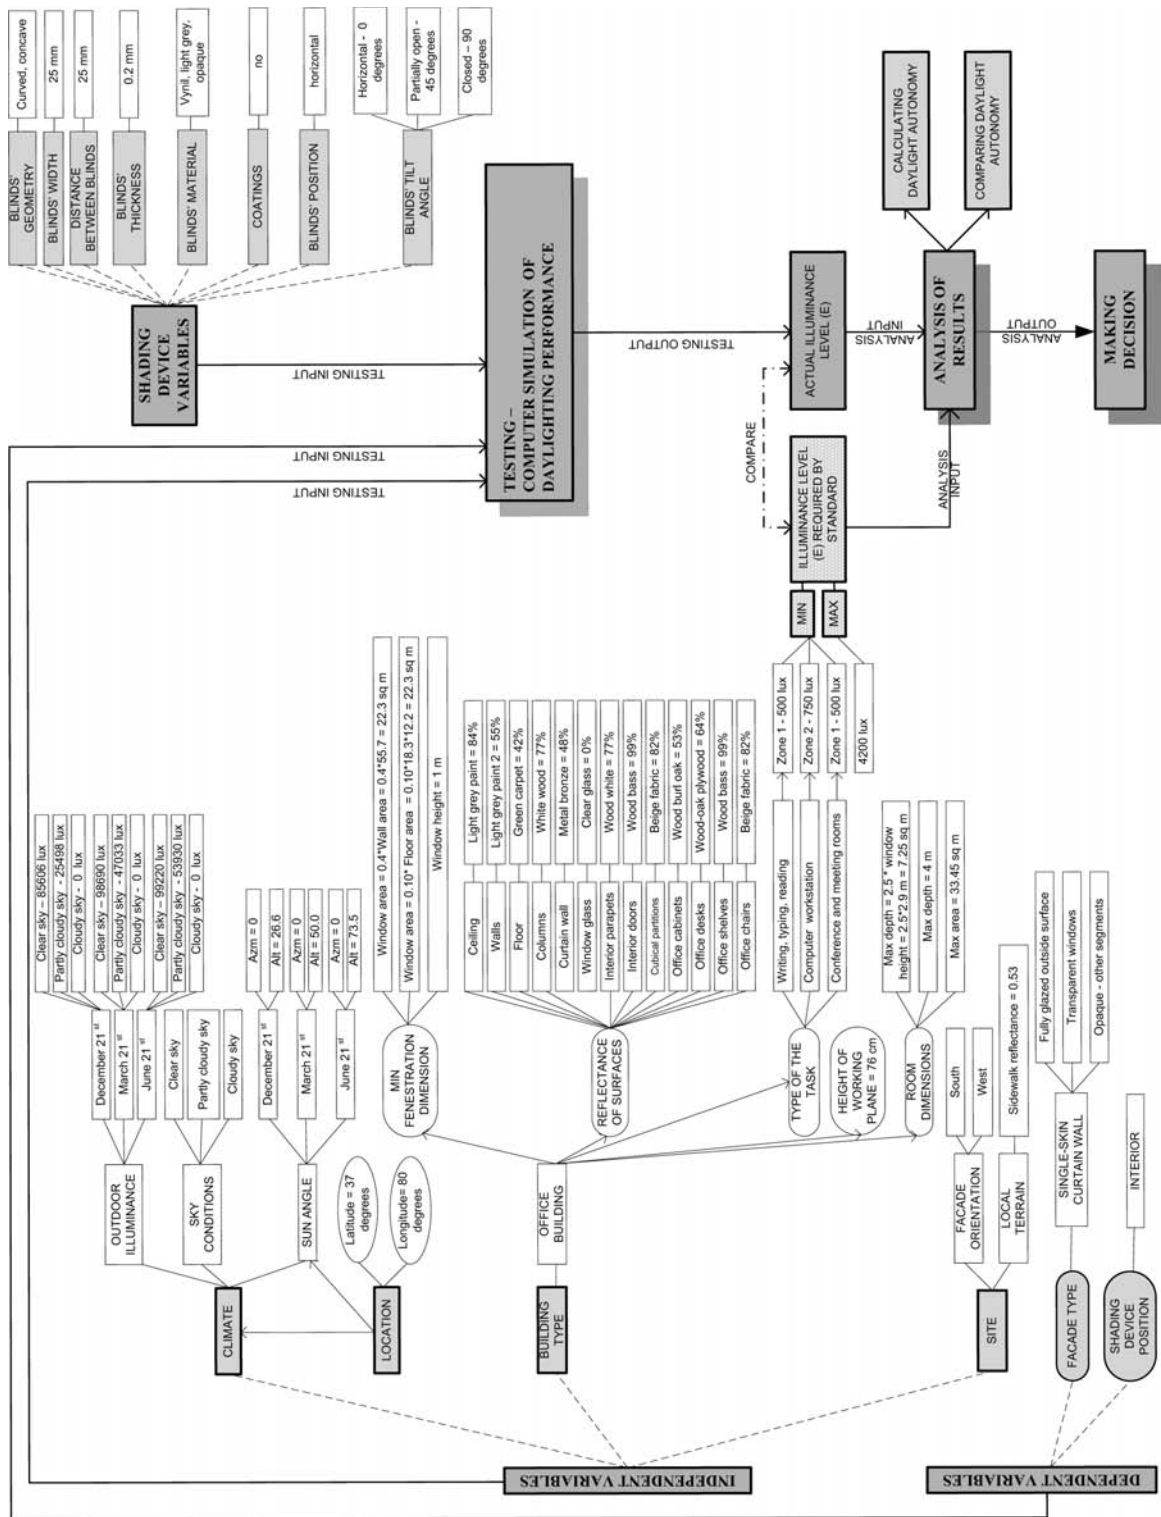 INDEPENDENT VARIABLES
DEPENDENT VARIABLES
CLIMATE
LOCATION
BUILDING
TYPE
SITE
FACADE TYPE
SHADING
DEVICE
POSITION
OUTDOOR
ILLUMINANCE
SKY
CONDITIONS
SUN ANGLE
Latitude = 37
degrees
Longitude= 80
degrees
OFFICE
BUILDING
FACADE
ORIENTATION
LOCAL
TERRAIN
SINGLE-SKIN
CURTAIN WALL
INTERIOR
December 21 st
March 21 st
June 21 st
Clear sky – 85606 lux
Partly cloudy sky - 25498 lux
Cloudy sky - 0 lux
Clear sky – 98690 lux
Partly cloudy sky - 47033 lux
Cloudy sky - 0 lux
Clear sky – 99220 lux
Partly cloudy sky - 53930 lux
Cloudy sky - 0 lux
Clear sky
Partly cloudy sky
Cloudy sky
December 21 st
March 21 st
June 21 st
Azm = 0
Alt = 26.6
Azm = 0
Alt = 50.0
Azm = 0
Alt = 73.5
MIN
FENESTRATION
DIMENSION
Window area = 0.4*Wall area = 0.4*55.7 = 22.3 sq m
Window area = 0.10* Floor area = 0.10*18.3*12.2 = 22.3 sq m
Window height = 1 m
REFLECTANCE
OF SURFACES
Ceiling
Light grey paint = 84%
Walls
Light grey paint 2 = 55%
Floor
Green carpet = 42%
Columns
White wood = 77%
Curtain wall
Metal bronze = 48%
Window glass
Clear glass = 0%
Interior parapets
Wood white = 77%
Interior doors
Wood bass = 99%
Cubical partitions
Beige fabric = 82%
Office cabinets
Wood burl oak = 53%
Office desks
Wood-oak plywood = 64%
Office shelves
Wood bass = 99%
Office chairs
Beige fabric = 82%
TYPE OF THE
TASK
Writing, typing, reading
Zone 1 - 500 lux
Computer workstation
Zone 2 - 750 lux
Conference and meeting rooms
Zone 1 - 500 lux
4200 lux
MIN
MAX
HEIGHT OF
WORKING
PLANE = 76 cm
ROOM
DIMENSIONS
Max depth = 2.5 * window
height = 2.5*2.9 m = 7.25 sq m
Max depth = 4 m
Max area = 33.45 sq m
South
West
Sidewalk reflectance = 0.53
Fully glazed outside surface
Transparent windows
Opaque - other segments
ILLUMINANCE LEVEL
(E) REQUIRED BY
STANDARD
COMPARE
ACTUAL ILLUMINANCE
LEVEL (E)
TESTING INPUT
TESTING INPUT
TESTING INPUT
TESTING –
COMPUTER SIMULATION OF
DAYLIGHTING PERFORMANCE
TESTING OUTPUT
SHADING
DEVICE
VARIABLES
BLINDS'
GEOMETRY
Curved, concave
BLINDS' WIDTH
25 mm
DISTANCE
BETWEEN BLINDS
25 mm
BLINDS'
THICKNESS
0.2 mm
BLINDS' MATERIAL
Vynil, light grey,
opaque
COATINGS
no
BLINDS' POSITION
horizontal
BLINDS' TILT
ANGLE
Horizontal - 0
degrees
Partially open -
45 degrees
Closed – 90
degrees
ANALYSIS
INPUT
ANALYSIS
INPUT
ANALYSIS OF
RESULTS
CALCULATING
DAYLIGHT AUTONOMY
COMPARING DAYLIGHT
AUTONOMY
ANALYSIS
OUTPUT
MAKING
DECISION